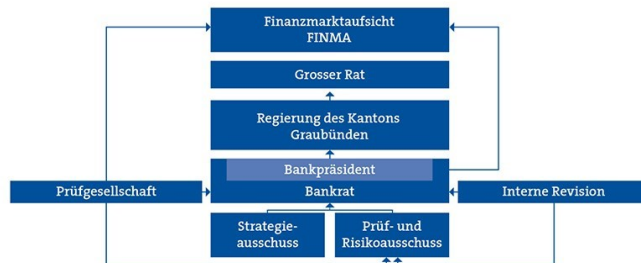 Finanzmarktaufsicht
FINMA
Grosser Rat
Regierung des Kantons
Graubünden
Bankpräsident
Prüfgesellschaft
Bankrat
Interne Revision
Strategie-
ausschuss
Prüf- und
Risikoausschuss